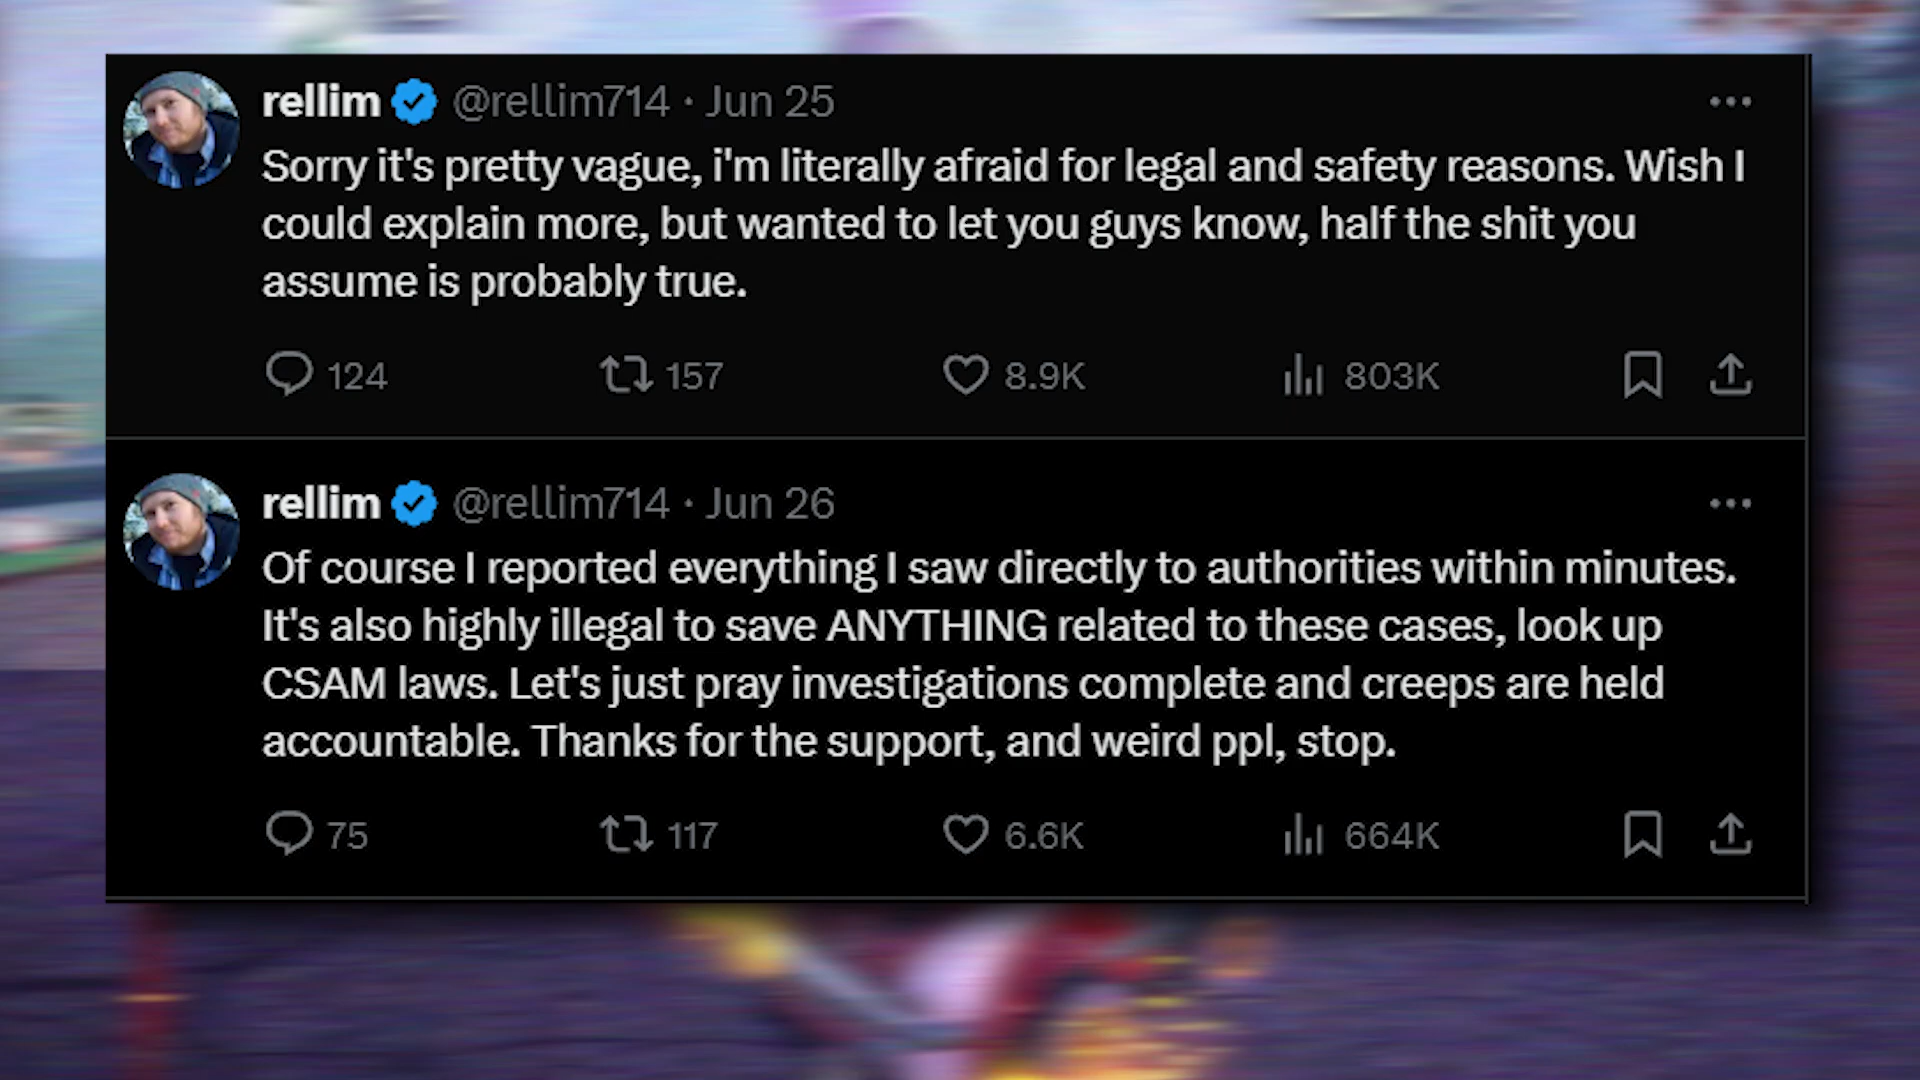 rellim @rellim714 · Jun 25
Sorry it's pretty vague, i'm literally afraid for legal and safety reasons. Wish I
could explain more, but wanted to let you guys know, half the shit you
assume is probably true.
124 157 8.9K 803K
rellim @rellim714 · Jun 26
Of course I reported everything I saw directly to authorities within minutes.
It's also highly illegal to save ANYTHING related to these cases, look up
CSAM laws. Let's just pray investigations complete and creeps are held
accountable. Thanks for the support, and weird ppl, stop.
75 117 6.6K 664K